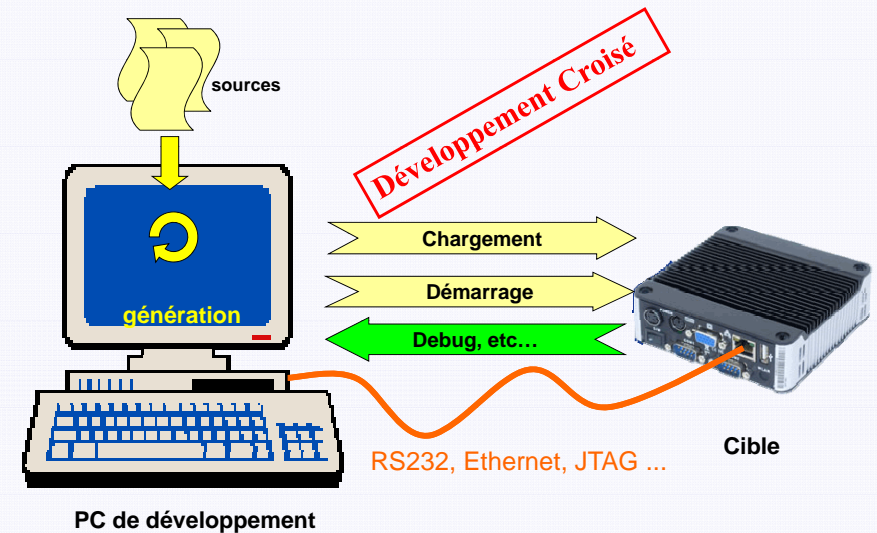 sources
Développement Croisé
Chargement
génération
Démarrage
Debug, etc…
RS232, Ethernet, JTAG ...
Cible
PC de développement